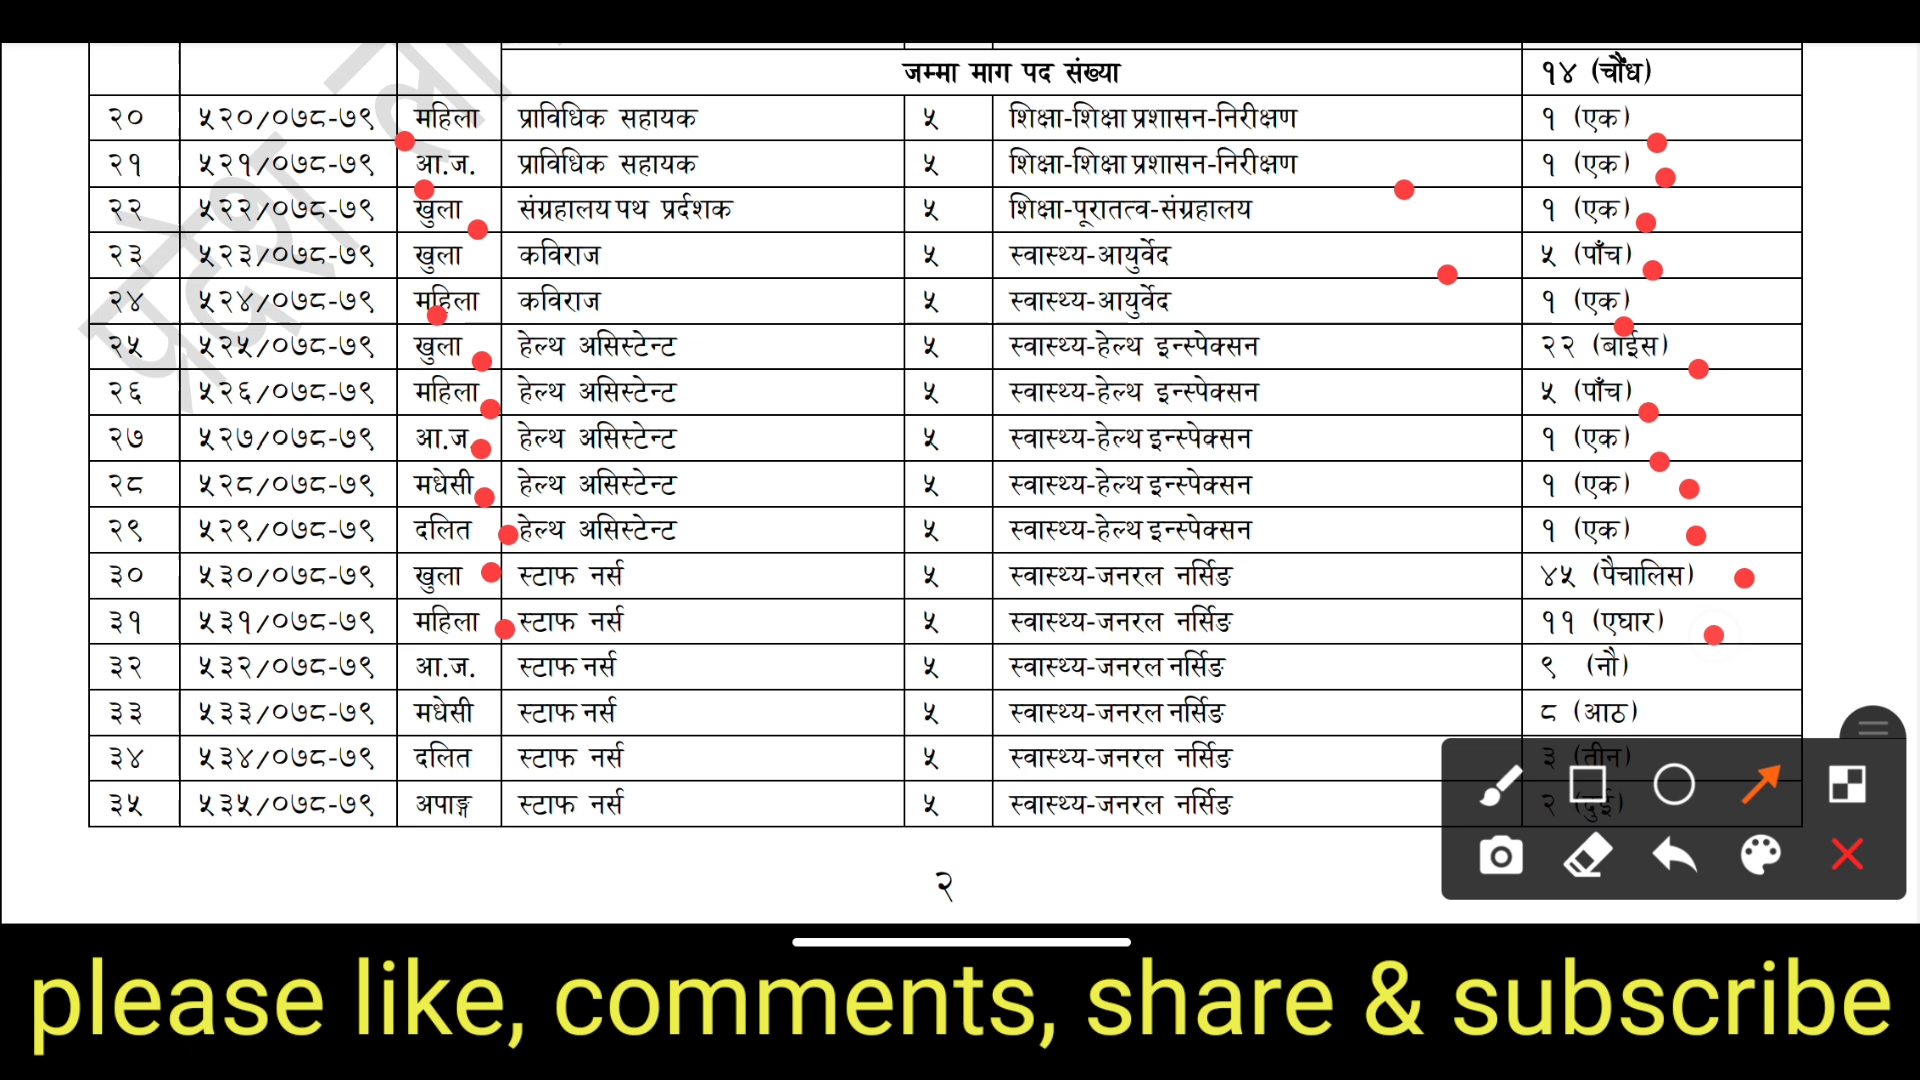 प्रदेश लो
जम्मा माग पद संख्या १४ (चौंध)
२० ५२०/०७८-७९ महिला प्राविधिक सहायक ५ शिक्षा-शिक्षा प्रशासन-निरीक्षण १ (एक)
२१ ५२१/०७८-७९ आ.ज. प्राविधिक सहायक ५ शिक्षा-शिक्षा प्रशासन-निरीक्षण १ (एक)
२२ ५२२/०७८-७९ खुला संग्रहालय पथ प्रर्दशक ५ शिक्षा-पूरातत्व-संग्रहालय १ (एक)
२३ ५२३/०७८-७९ खुला कविराज ५ स्वास्थ्य-आयुर्वेद ५ (पाँच)
२४ ५२४/०७८-७९ महिला कविराज ५ स्वास्थ्य-आयुर्वेद १ (एक)
२५ ५२५/०७८-७९ खुला हेल्थ असिस्टेन्ट ५ स्वास्थ्य-हेल्थ इन्स्पेक्सन २२ (बाईस)
२६ ५२६/०७८-७९ महिला हेल्थ असिस्टेन्ट ५ स्वास्थ्य-हेल्थ इन्स्पेक्सन ५ (पाँच)
२७ ५२७/०७८-७९ आ.ज. हेल्थ असिस्टेन्ट ५ स्वास्थ्य-हेल्थ इन्स्पेक्सन १ (एक)
२८ ५२८/०७८-७९ मधेसी हेल्थ असिस्टेन्ट ५ स्वास्थ्य-हेल्थ इन्स्पेक्सन १ (एक)
२९ ५२९/०७८-७९ दलित हेल्थ असिस्टेन्ट ५ स्वास्थ्य-हेल्थ इन्स्पेक्सन १ (एक)
३० ५३०/०७८-७९ खुला स्टाफ नर्स ५ स्वास्थ्य-जनरल नर्सिङ ४५ (पैचालिस)
३१ ५३१/०७८-७९ महिला स्टाफ नर्स ५ स्वास्थ्य-जनरल नर्सिङ ११ (एघार)
३२ ५३२/०७८-७९ आ.ज. स्टाफ नर्स ५ स्वास्थ्य-जनरल नर्सिङ ९ (नौ)
३३ ५३३/०७८-७९ मधेसी स्टाफ नर्स ५ स्वास्थ्य-जनरल नर्सिङ ८ (आठ)
३४ ५३४/०७८-७९ दलित स्टाफ नर्स ५ स्वास्थ्य-जनरल नर्सिङ ३ (तीन)
३५ ५३५/०७८-७९ अपाङ्ग स्टाफ नर्स ५ स्वास्थ्य-जनरल नर्सिङ २ (दुई)
२
please like, comments, share & subscribe